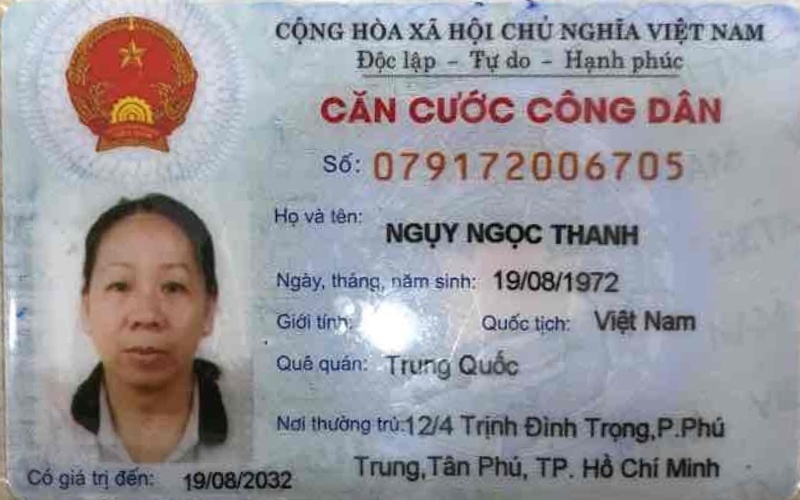 CỘNG HÒA XÃ HỘI CHỦ NGHĨA VIỆT NAM
Độc lập - Tự do - Hạnh phúc
CĂN CƯỚC CÔNG DÂN
Số: 079172006705
Họ và tên: NGỤY NGỌC THANH
Ngày, tháng, năm sinh: 19/08/1972
Giới tính: Quốc tịch: Việt Nam
Quê quán: Trung Quốc
Nơi thường trú: 12/4 Trịnh Đình Trọng,P.Phú
Trung,Tân Phú, TP. Hồ Chí Minh
Có giá trị đến: 19/08/2032